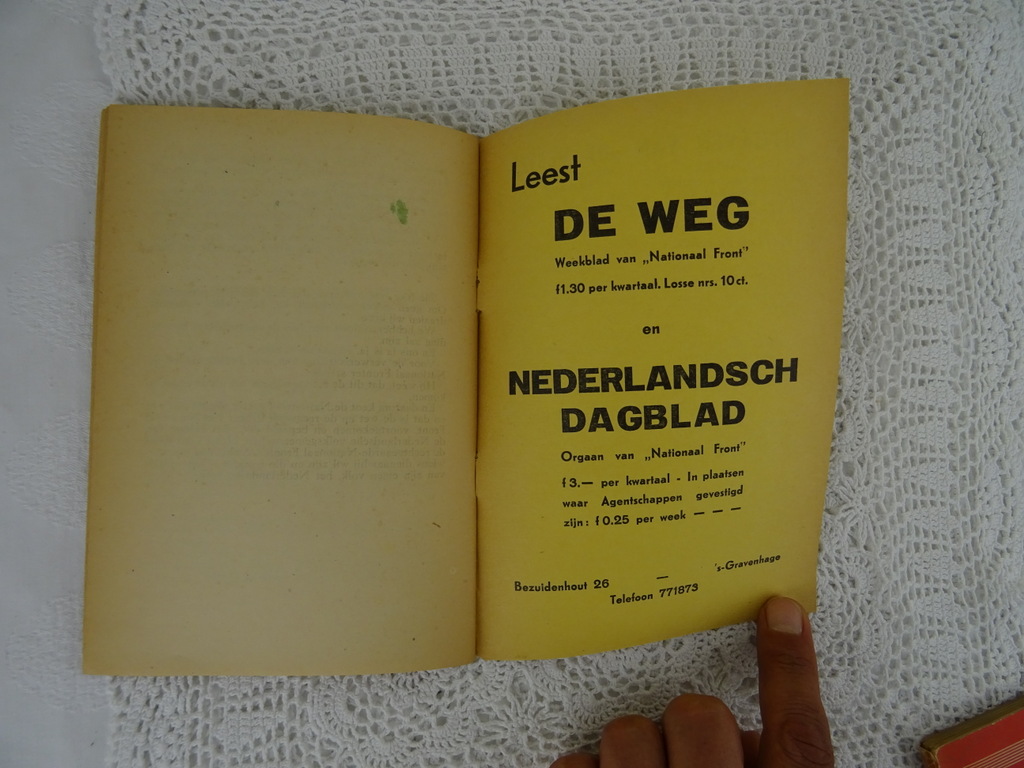 Leest
DE WEG
Weekblad van „Nationaal Front"
f1.30 per kwartaal. Losse nrs. 10 ct.
en
NEDERLANDSCH
DAGBLAD
Orgaan van „Nationaal Front"
f 3.— per kwartaal - In plaatsen
waar Agentschappen gevestigd
zijn: f 0.25 per week — — —
Bezuidenhout 26 — 's-Gravenhage
Telefoon 771873